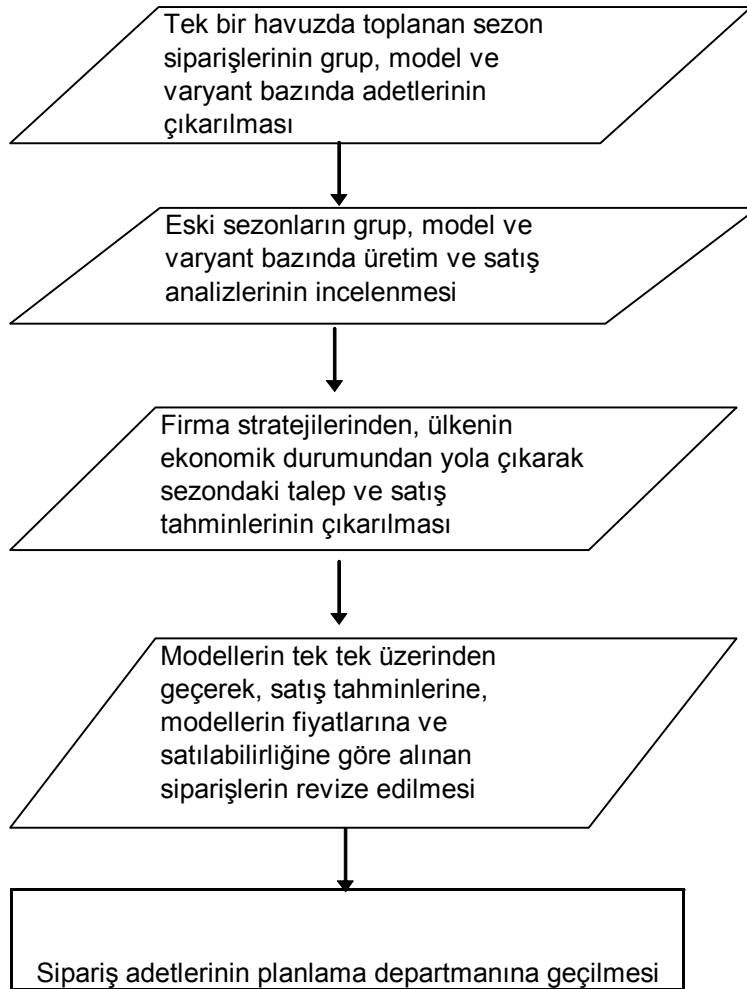 Tek bir havuzda toplanan sezon
siparişlerinin grup, model ve
varyant bazında adetlerinin
çıkarılması
Eski sezonların grup, model ve
varyant bazında üretim ve satış
analizlerinin incelenmesi
Firma stratejilerinden, ülkenin
ekonomik durumundan yola çıkarak
sezondaki talep ve satış
tahminlerinin çıkarılması
Modellerin tek tek üzerinden
geçerek, satış tahminlerine,
modellerin fiyatlarına ve
satılabilirliğine göre alınan
siparişlerin revize edilmesi
Sipariş adetlerinin planlama departmanına geçilmesi